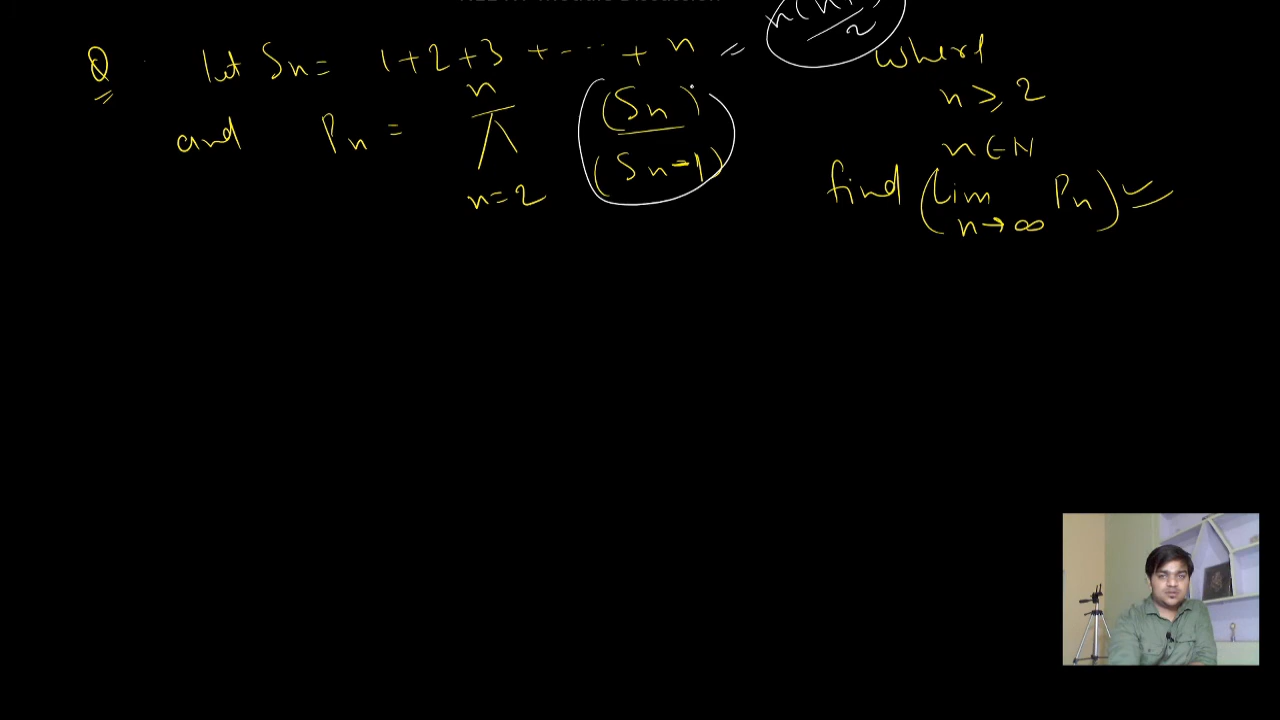 Q let Sn = 1+2+3 + --- + n = n(n+1)/2 where
n ≥ 2
and Pn = n π n=2 (Sn)/(Sn-1)
n ∈ N
find (lim n→∞ Pn)